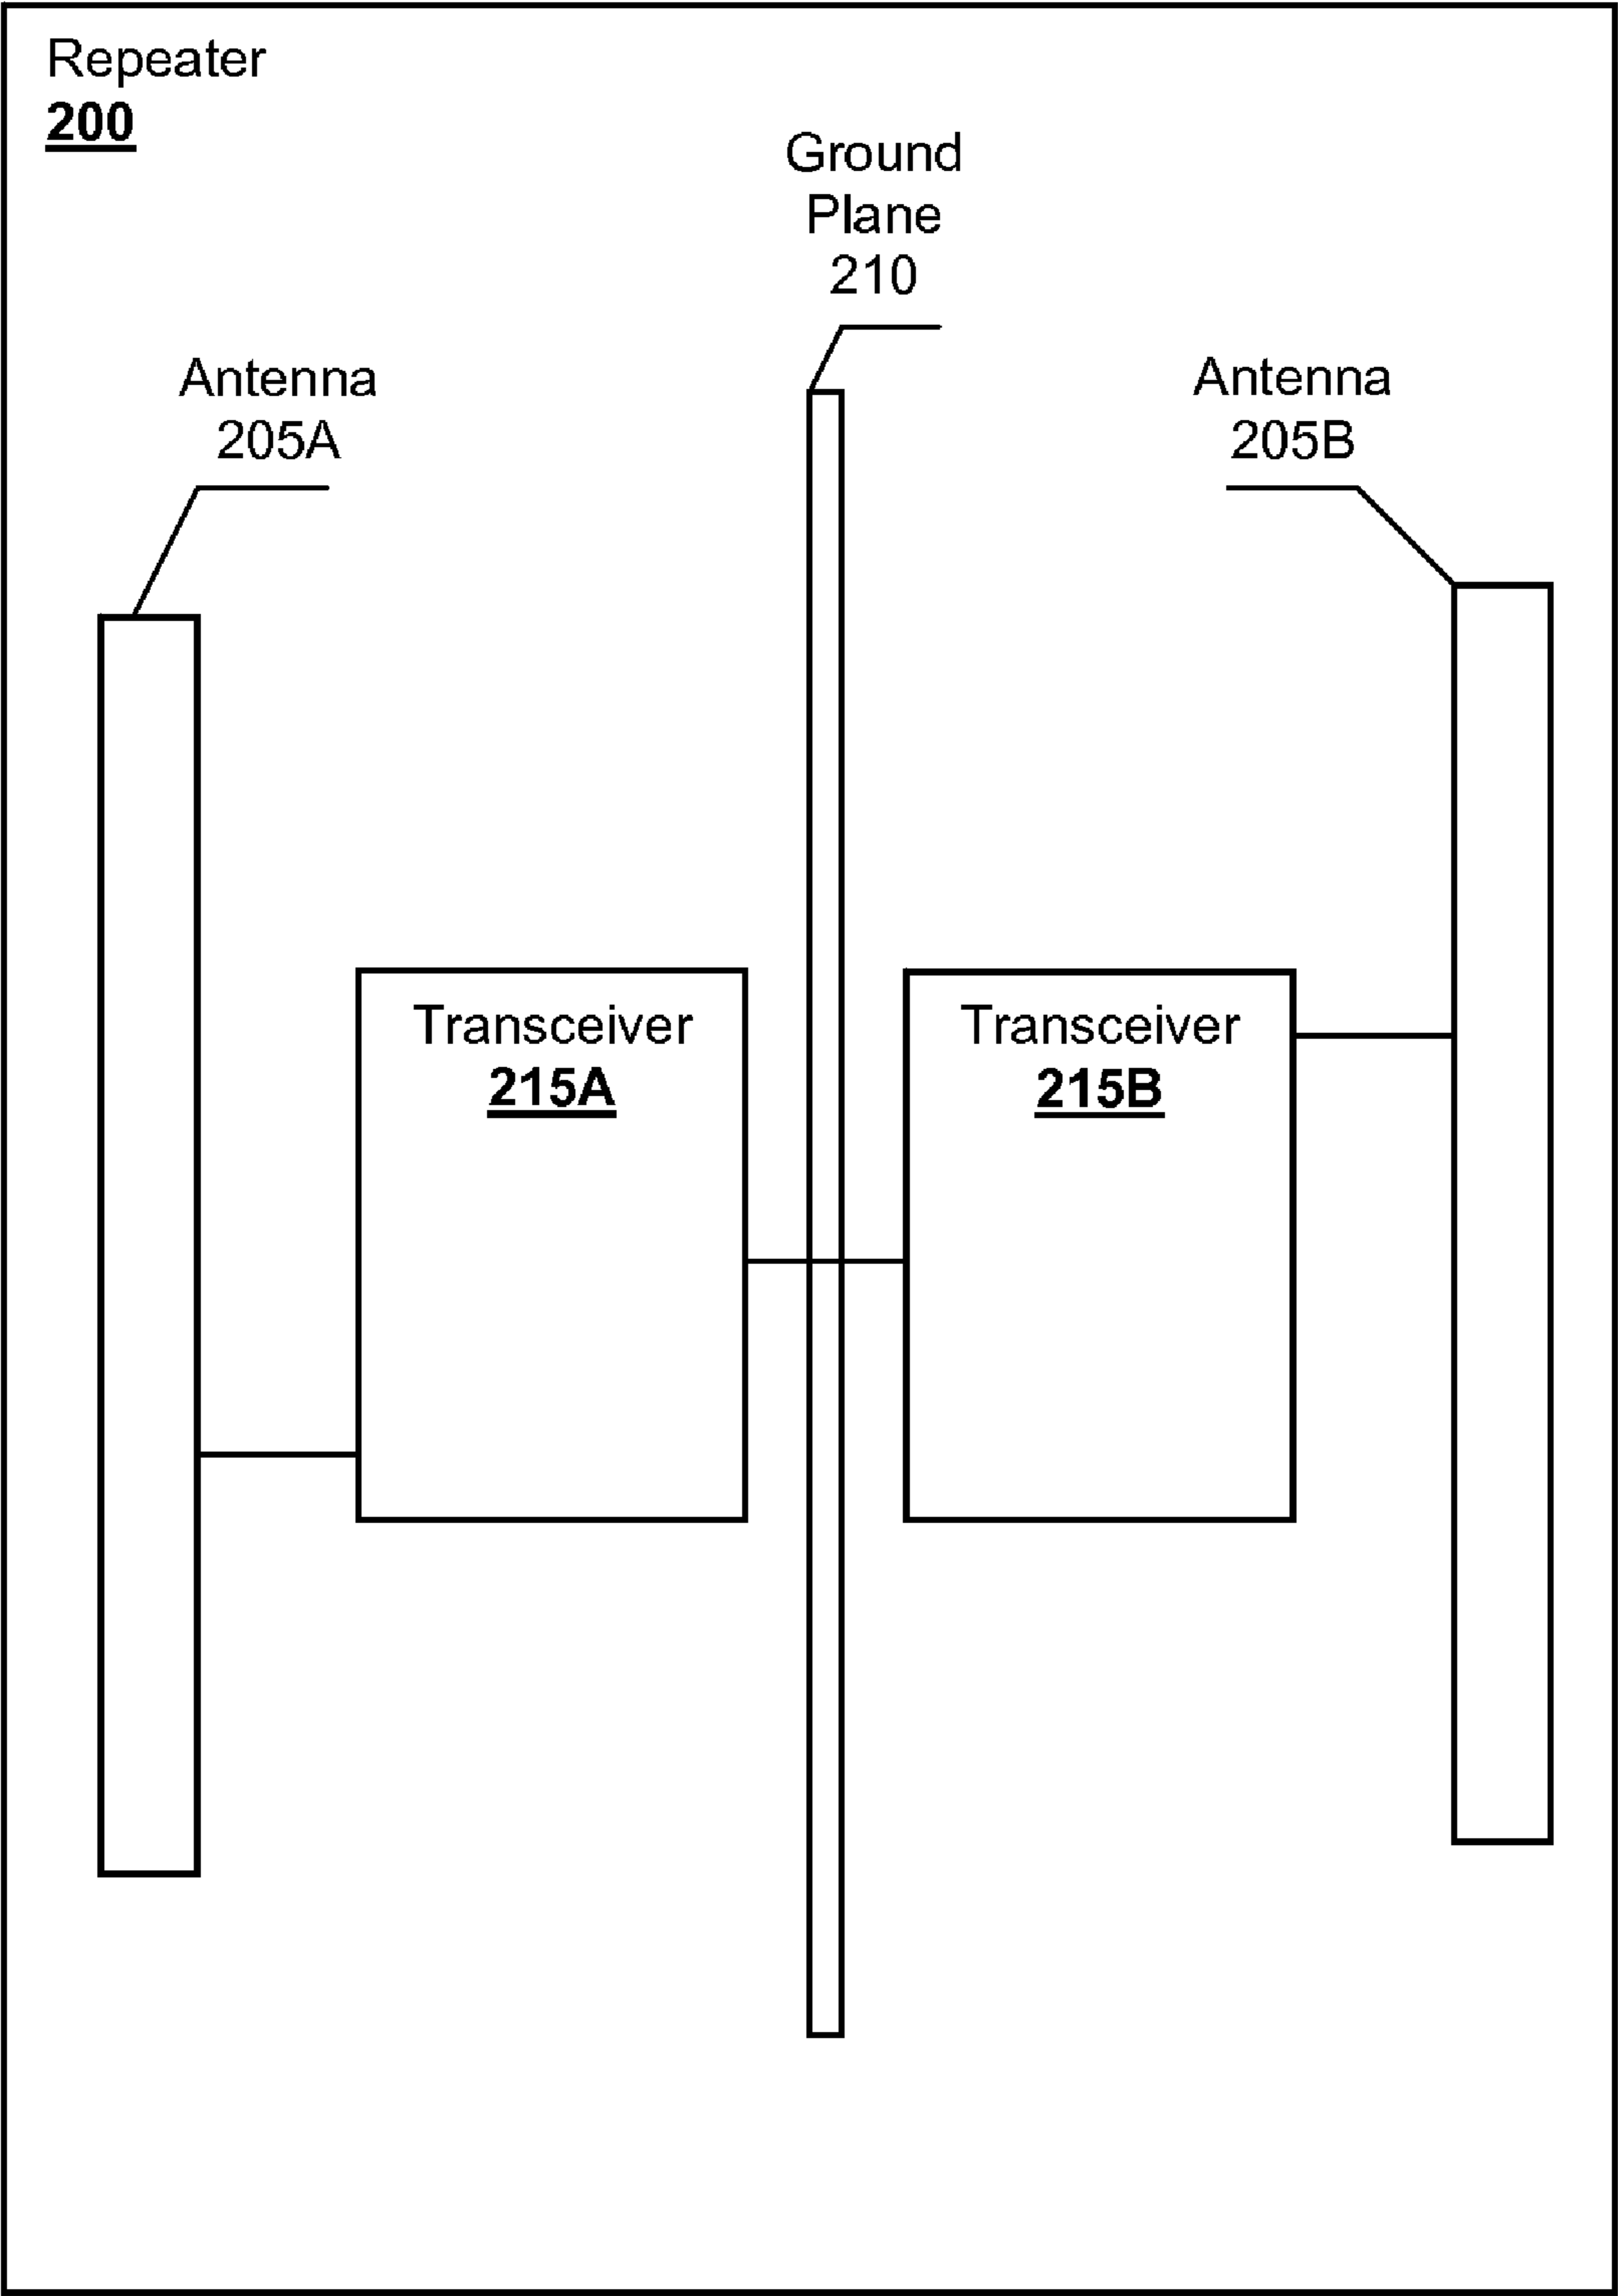 Repeater
200
Ground
Plane
210
Antenna
205A
Antenna
205B
Transceiver
215A
Transceiver
215B